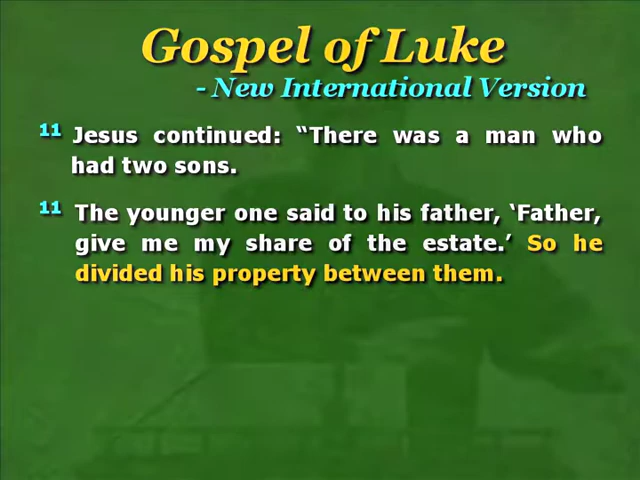 Gospel of Luke
- New International Version
11 Jesus continued: “There was a man who
had two sons.
11 The younger one said to his father, ‘Father,
give me my share of the estate.’ So he
divided his property between them.